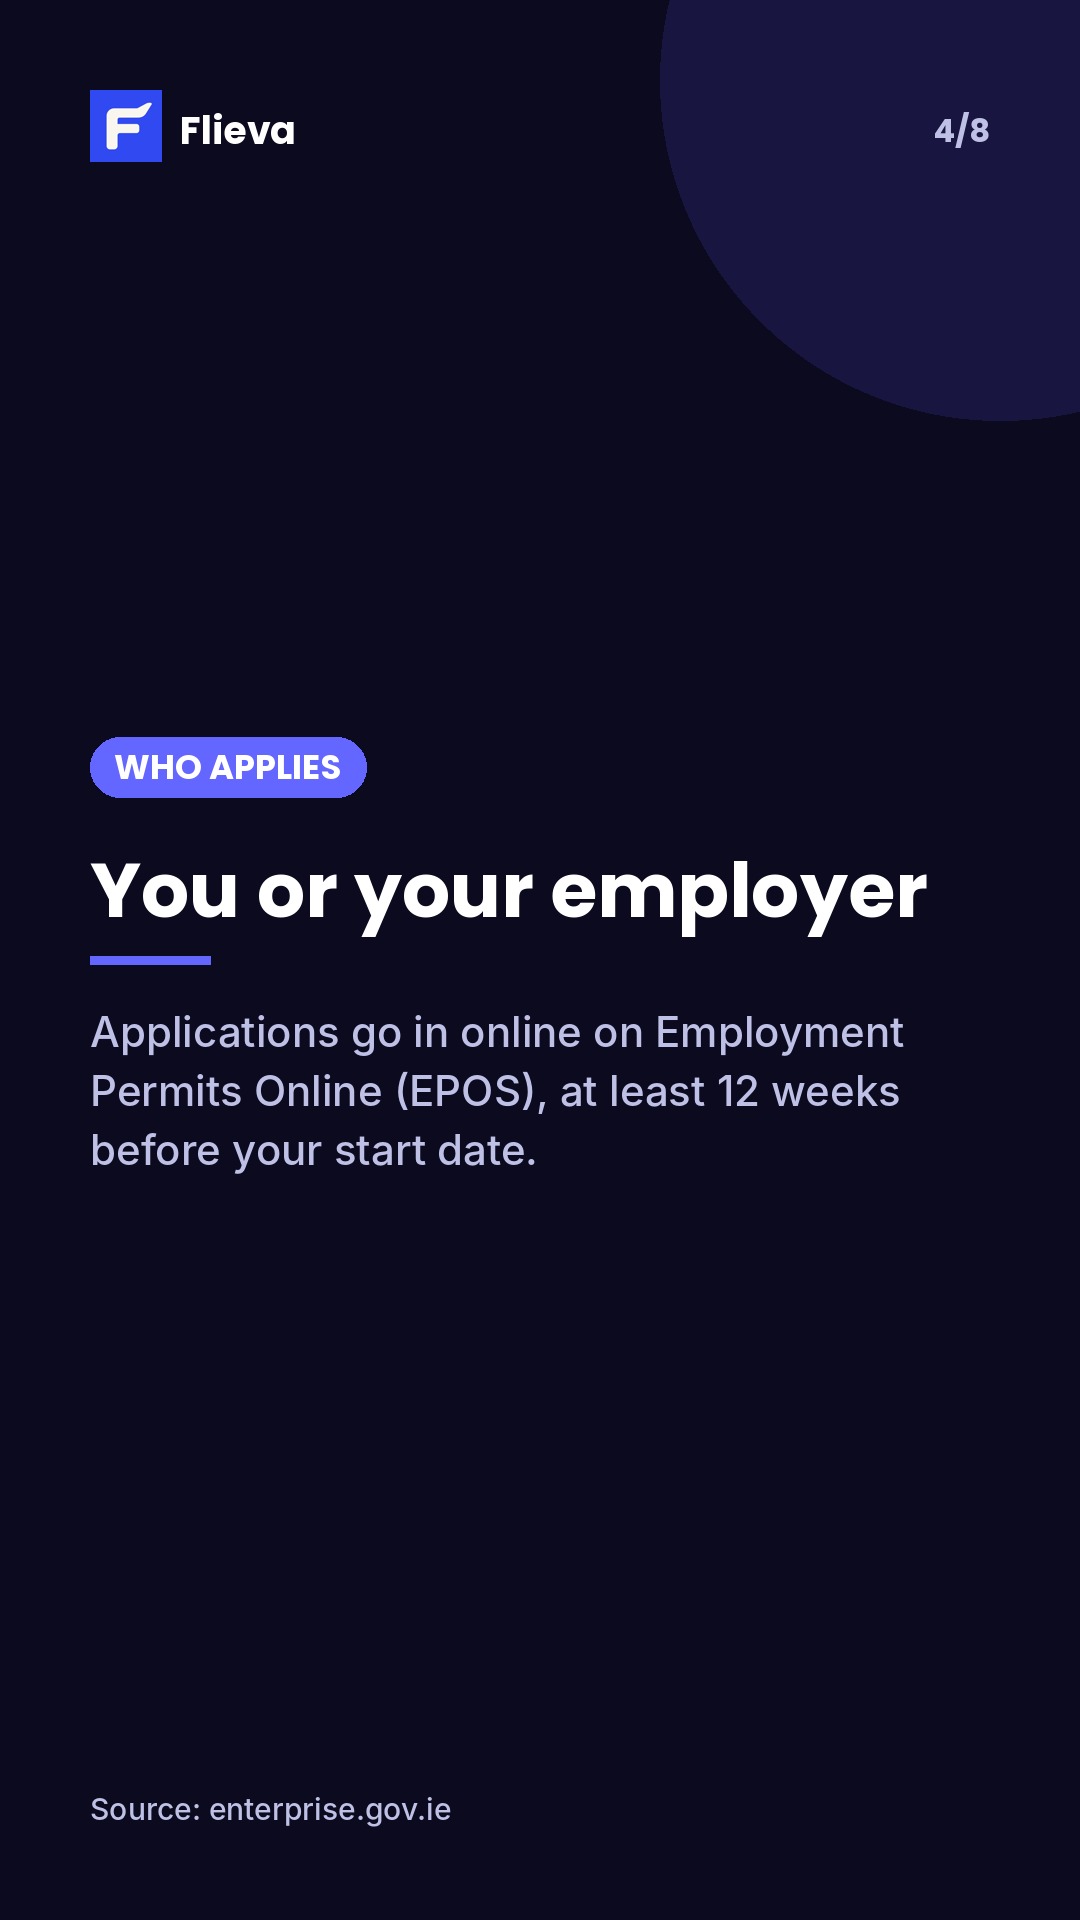 Flieva
4/8
WHO APPLIES
You or your employer
Applications go in online on Employment
Permits Online (EPOS), at least 12 weeks
before your start date.
Source: enterprise.gov.ie